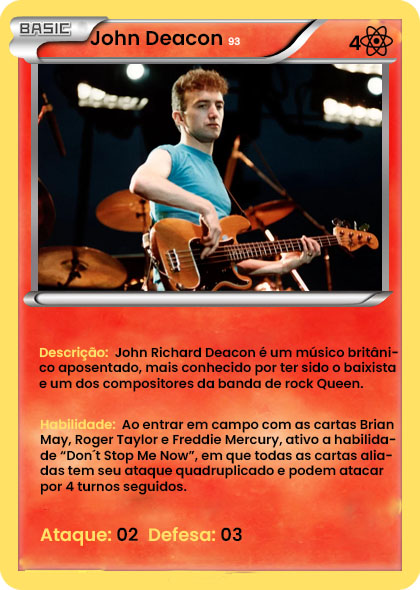 BASIC
John Deacon 93
4
Descrição: John Richard Deacon é um músico britâni-
co aposentado, mais conhecido por ter sido o baixista
e um dos compositores da banda de rock Queen.
Habilidade: Ao entrar em campo com as cartas Brian
May, Roger Taylor e Freddie Mercury, ativo a habilida-
de “Don´t Stop Me Now”, em que todas as cartas alia-
das tem seu ataque quadruplicado e podem atacar
por 4 turnos seguidos.
Ataque: 02 Defesa: 03